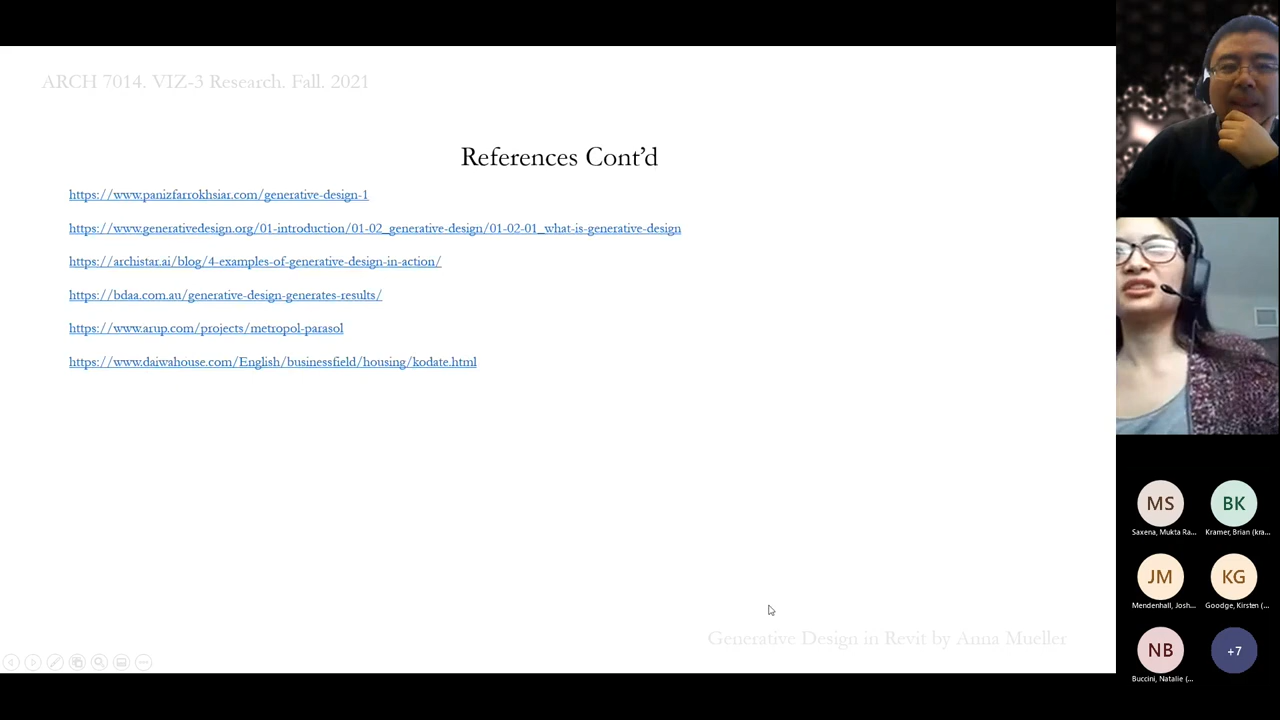 ARCH 7014. VIZ-3 Research. Fall. 2021
References Cont'd
https://www.panizfarrokhsiar.com/generative-design-1
https://www.generativedesign.org/01-introduction/01-02_generative-design/01-02-01_what-is-generative-design
https://archistar.ai/blog/4-examples-of-generative-design-in-action/
https://bdaa.com.au/generative-design-generates-results/
https://www.arup.com/projects/metropol-parasol
https://www.daiwahouse.com/English/businessfield/housing/kodate.html
Generative Design in Revit by Anna Mueller
MS
BK
Saxena, Mukta Ra...
Kramer, Brian (kra...
JM
KG
Mendenhall, Josh...
Goodge, Kirsten (...
NB
+7
Buccini, Natalie (...